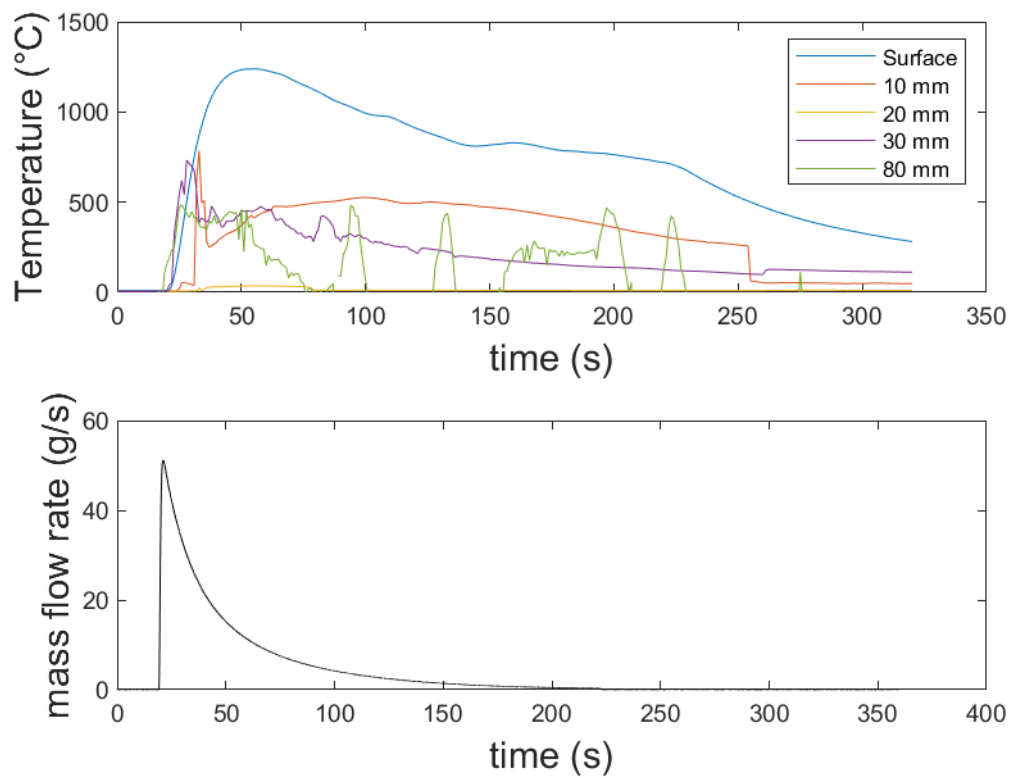 Temperature (°C)
1500
1000
500
0
0 50 100 150 200 250 300 350
time (s)
Surface
10 mm
20 mm
30 mm
80 mm
mass flow rate (g/s)
60
40
20
0
0 50 100 150 200 250 300 350 400
time (s)